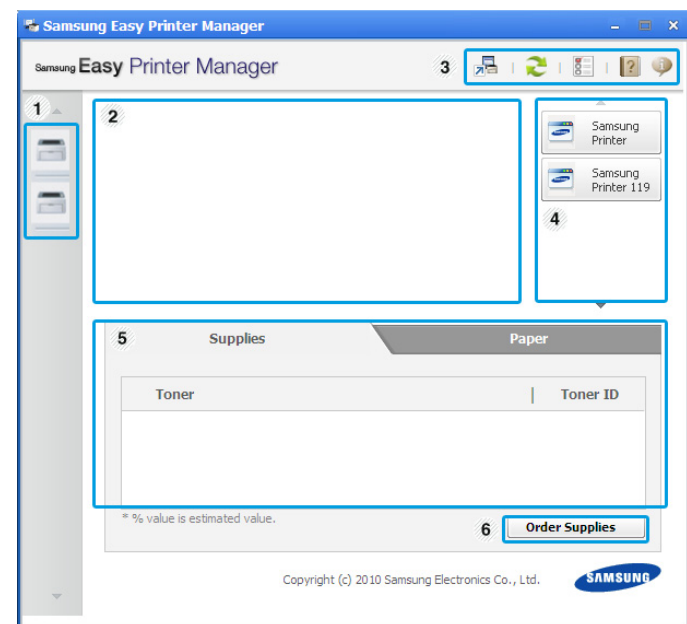 Samsung Easy Printer Manager
Samsung Easy Printer Manager
3
1
2
Samsung
Printer
Samsung
Printer 119
4
5 Supplies Paper
Toner | Toner ID
* % value is estimated value.
6 Order Supplies
Copyright (c) 2010 Samsung Electronics Co., Ltd. SAMSUNG